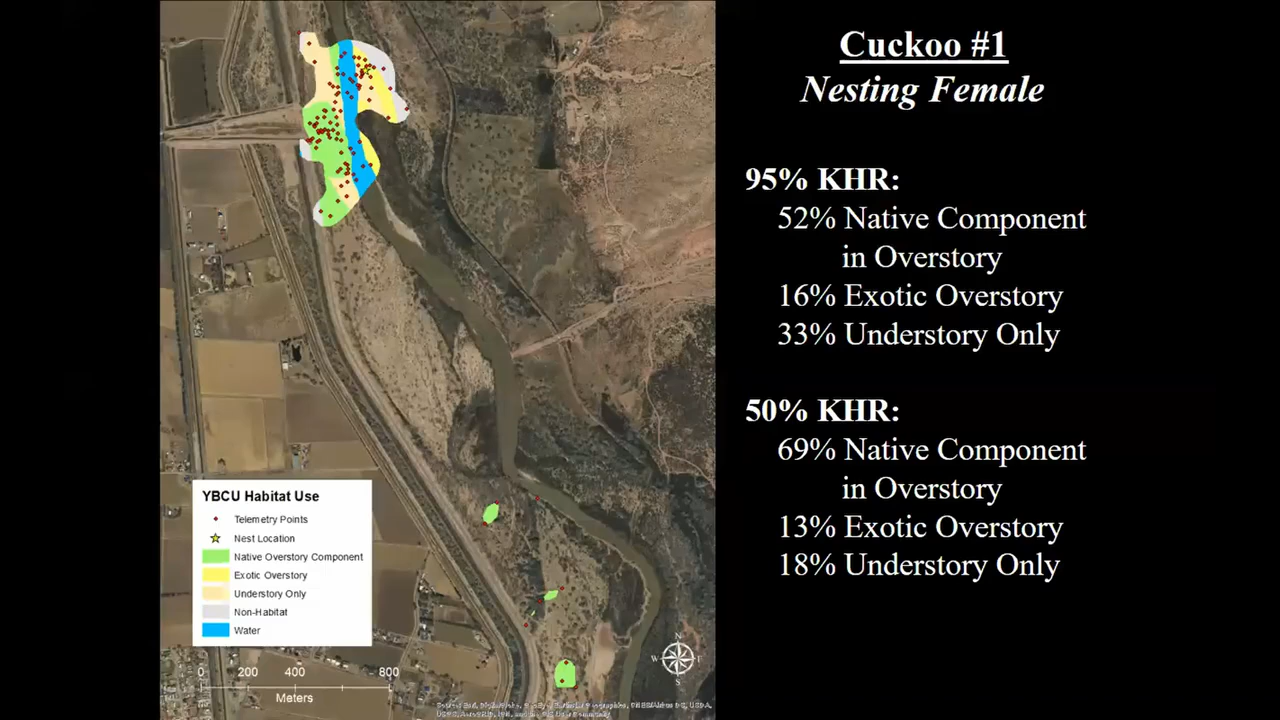 Cuckoo #1
Nesting Female
95% KHR:
52% Native Component
in Overstory
16% Exotic Overstory
33% Understory Only
50% KHR:
69% Native Component
in Overstory
13% Exotic Overstory
18% Understory Only
YBCU Habitat Use
Telemetry Points
Nest Location
Native Overstory Component
Exotic Overstory
Understory Only
Non-Habitat
Water
0 200 400 800
Meters
N
W E
S